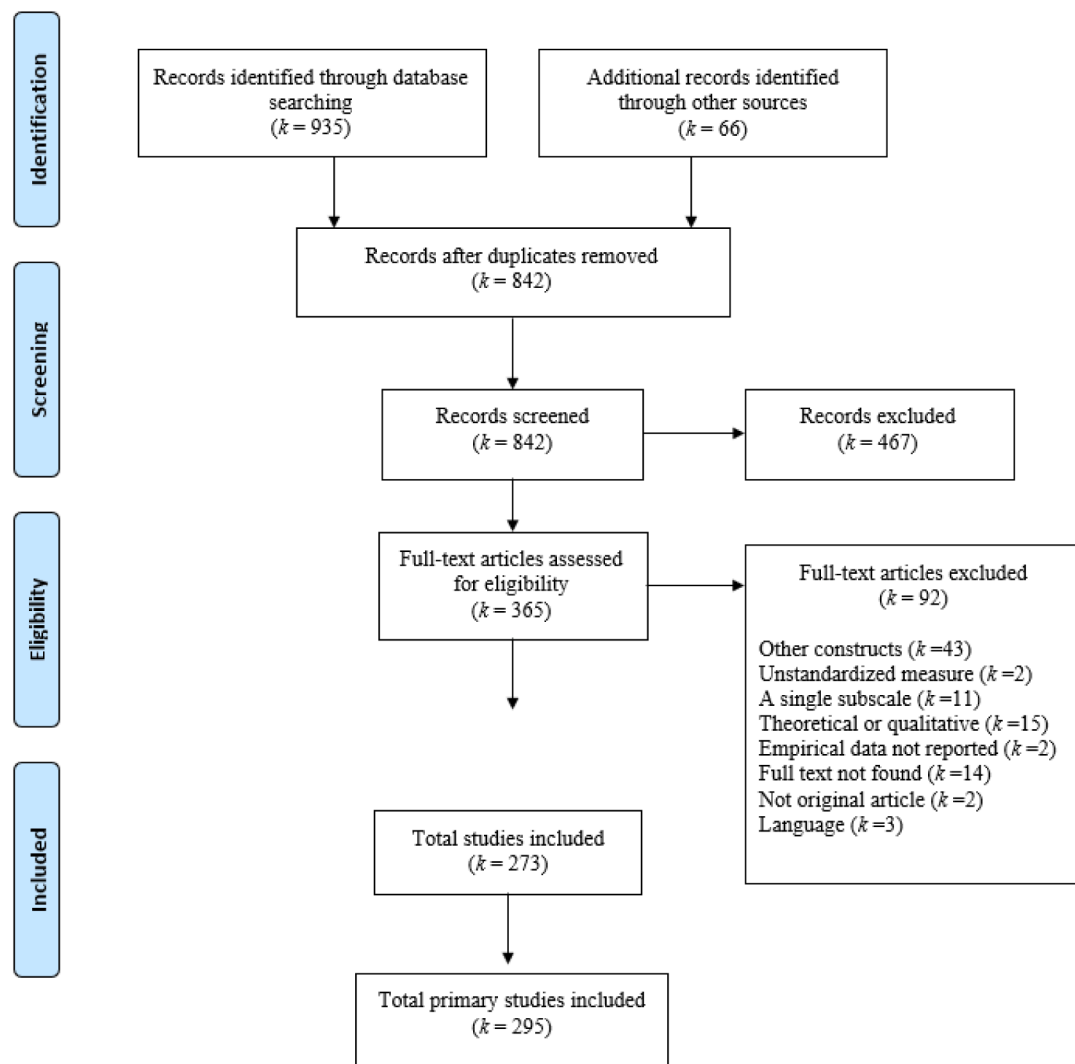 Identification
Records identified through database
searching
(k = 935)
Additional records identified
through other sources
(k = 66)
Records after duplicates removed
(k = 842)
Screening
Records screened
(k = 842)
Records excluded
(k = 467)
Eligibility
Full-text articles assessed
for eligibility
(k = 365)
Full-text articles excluded
(k = 92)
Other constructs (k =43)
Unstandardized measure (k =2)
A single subscale (k =11)
Theoretical or qualitative (k =15)
Empirical data not reported (k =2)
Full text not found (k =14)
Not original article (k =2)
Language (k =3)
Included
Total studies included
(k = 273)
Total primary studies included
(k = 295)